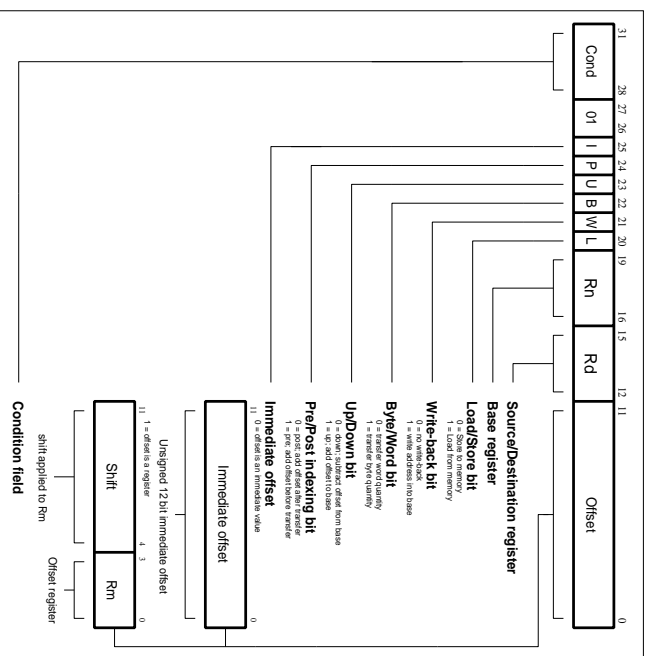 31 28 27 26 25 24 23 22 21 20 19 16 15 12 11 0
Cond 01 I P U B W L Rn Rd Offset
Source/Destination register
Base register
Load/Store bit
0 = Store to memory
1 = Load from memory
Write-back bit
0 = no write-back
1 = write address into base
Byte/Word bit
0 = transfer word quantity
1 = transfer byte quantity
Up/Down bit
0 = down; subtract offset from base
1 = up; add offset to base
Pre/Post indexing bit
0 = post; add offset after transfer
1 = pre; add offset before transfer
Immediate offset
0 = offset is an immediate value
11 0
Immediate offset
Unsigned 12 bit immediate offset
1 = offset is a register
11 4 3 0
Shift Rm
shift applied to Rm Offset register
Condition field